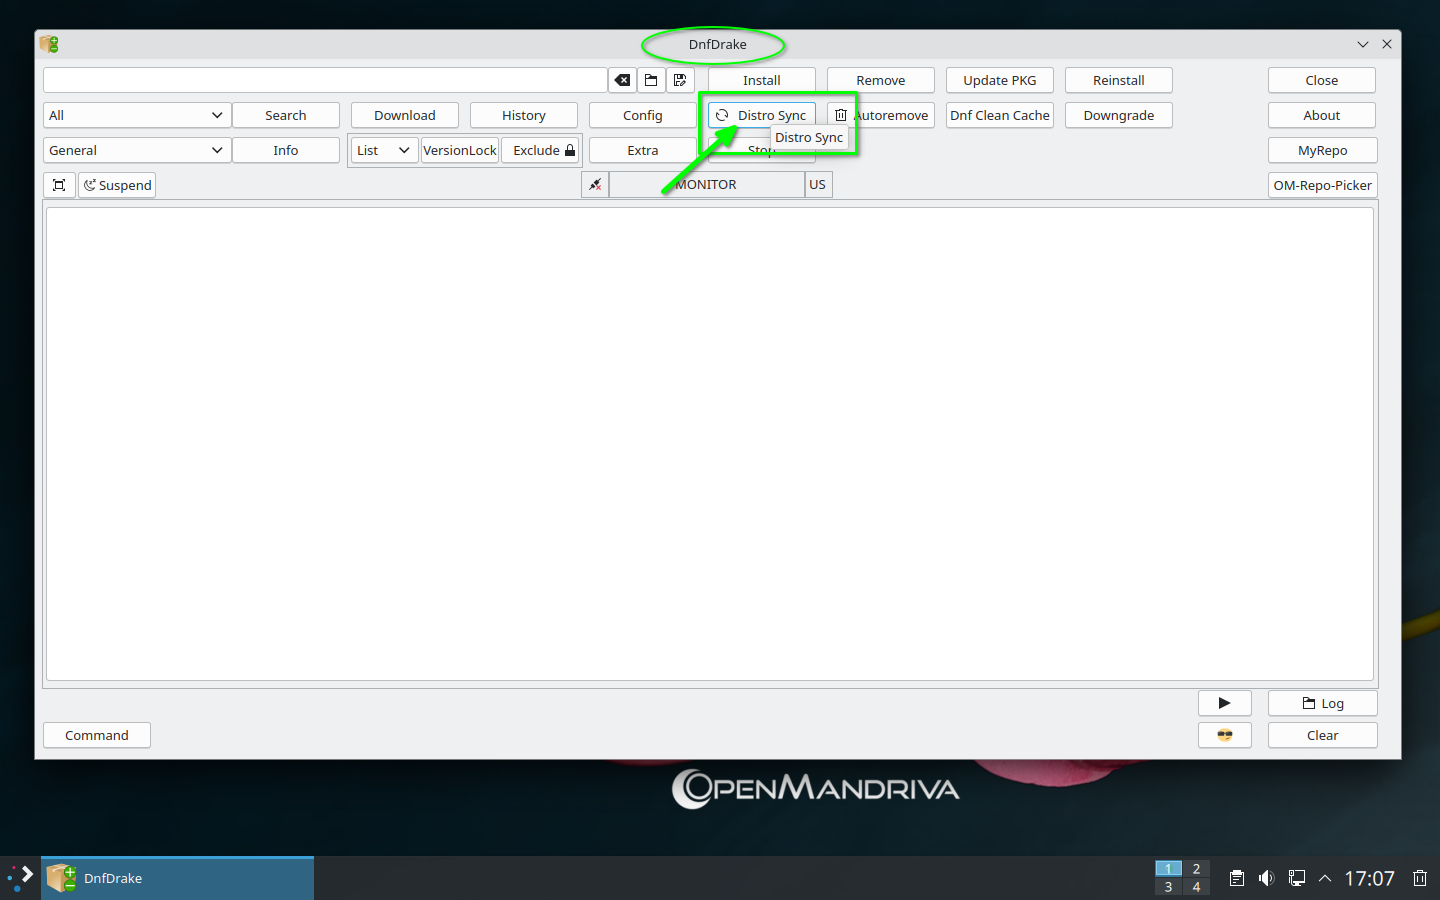 DnfDrake
Install Remove Update PKG Reinstall Close
All Search Download History Config Distro Sync Autoremove Dnf Clean Cache Downgrade About
Distro Sync
General Info List VersionLock Exclude Extra Stop MyRepo
Suspend MONITOR US OM-Repo-Picker
Log
Command Clear
OPENMANDRIVA
DnfDrake 1 2 3 4 17:07